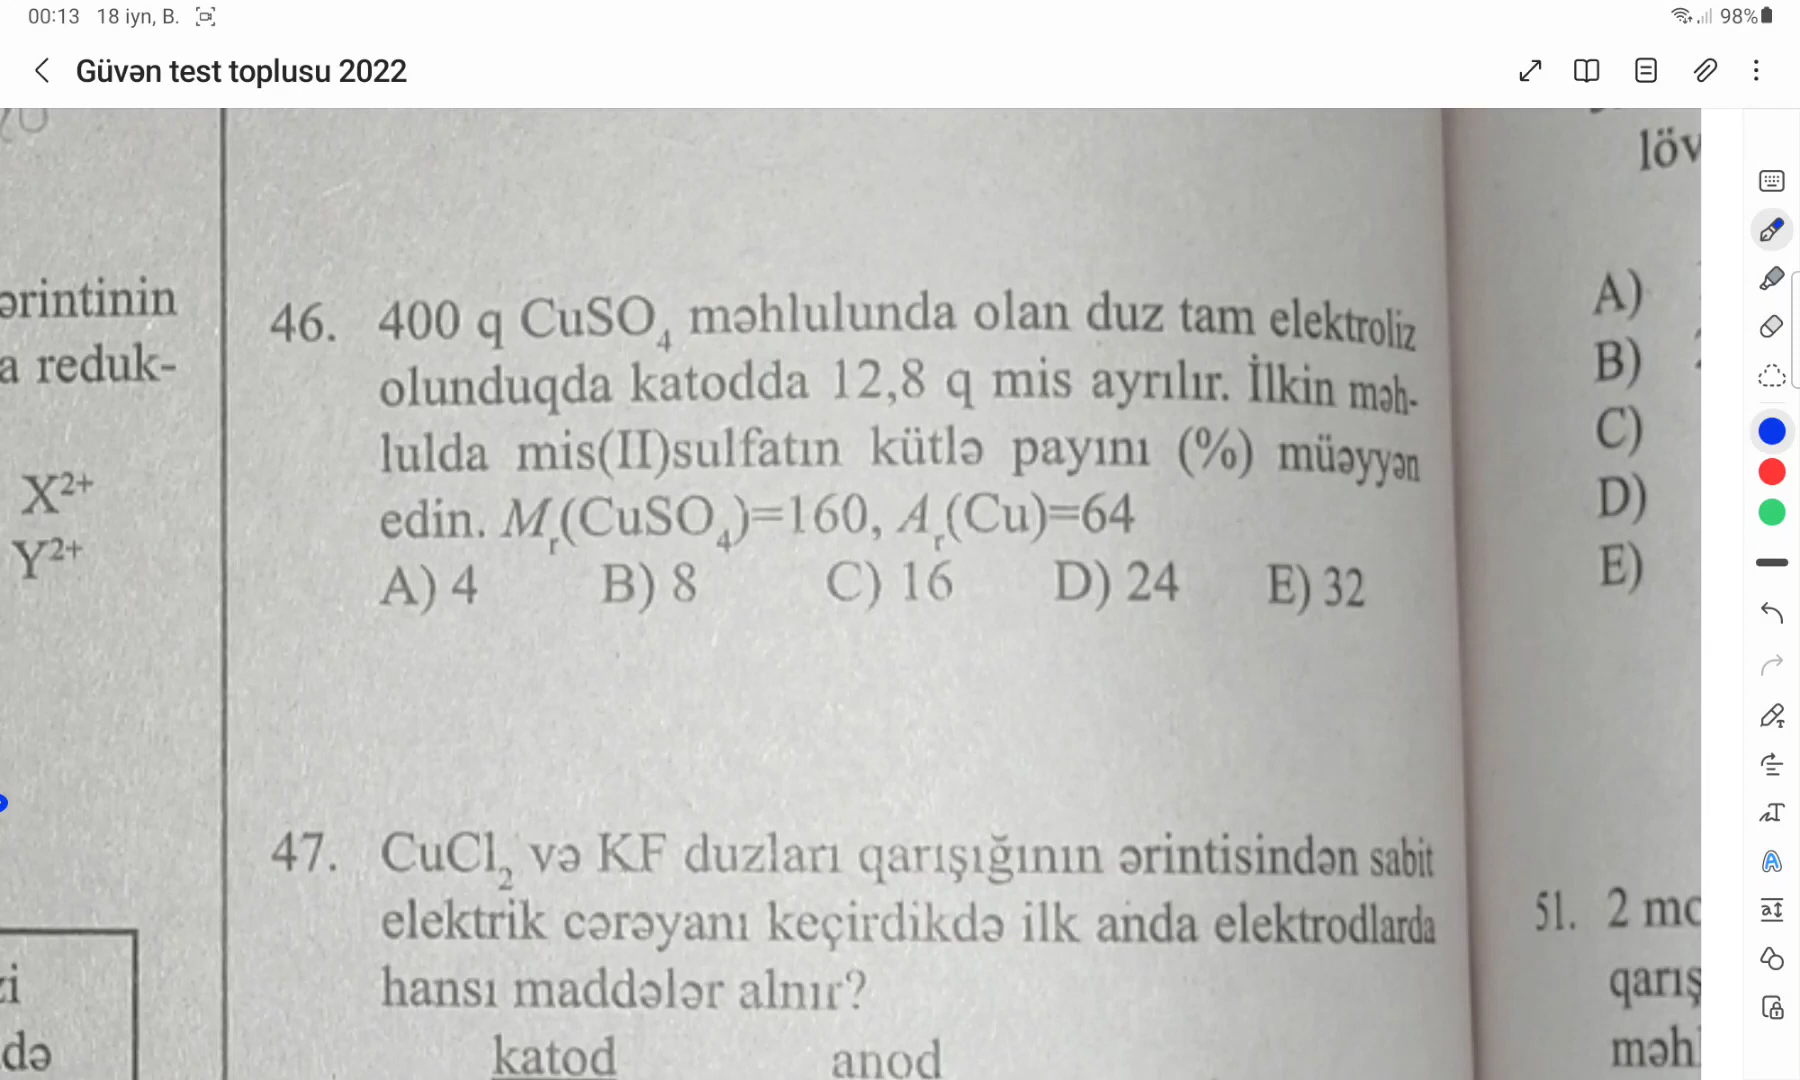 00:13 18 iyn, B.
98%
Güvən test toplusu 2022
löv
ərintinin
a reduk-
X²⁺
Y²⁺
də
46. 400 q CuSO₄ məhlulunda olan duz tam elektroliz
olunduqda katodda 12,8 q mis ayrılır. İlkin məh-
lulda mis(II)sulfatın kütlə payını (%) müəyyən
edin. Mᵣ(CuSO₄)=160, Aᵣ(Cu)=64
A) 4 B) 8 C) 16 D) 24 E) 32
47. CuCl₂ və KF duzları qarışığının ərintisindən sabit
elektrik cərəyanı keçirdikdə ilk anda elektrodlarda
hansı maddələr alnır?
katod anod
A)
B)
C)
D)
E)
51. 2 mo
qarış
məhl